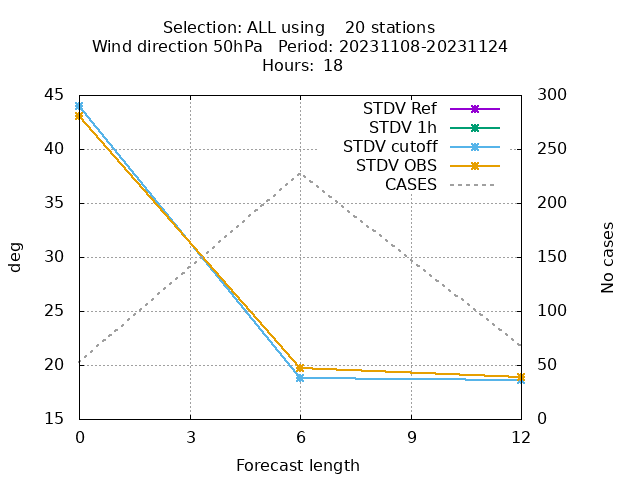 Selection: ALL using    20 stations
Wind direction 50hPa   Period: 20231108-20231124
Hours:  18
STDV Ref
STDV 1h
STDV cutoff
STDV OBS
CASES
45
40
35
30
25
20
15
deg
300
250
200
150
100
50
0
No cases
0 3 6 9 12
Forecast length